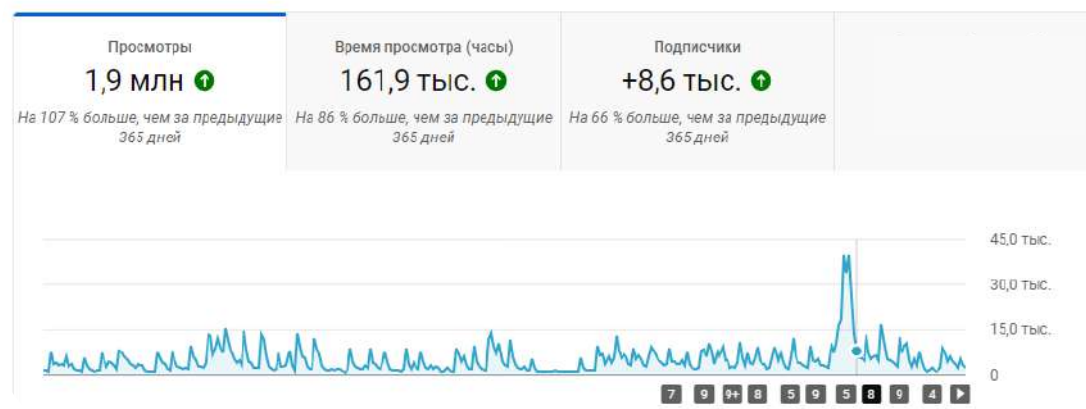 Просмотры
1,9 млн
На 107 % больше, чем за предыдущие
365 дней
Время просмотра (часы)
161,9 тыс.
На 86 % больше, чем за предыдущие
365 дней
Подписчики
+8,6 тыс.
На 66 % больше, чем за предыдущие
365 дней
45,0 тыс.
30,0 тыс.
15,0 тыс.
0
7 9 9+ 8 5 9 5 8 9 4